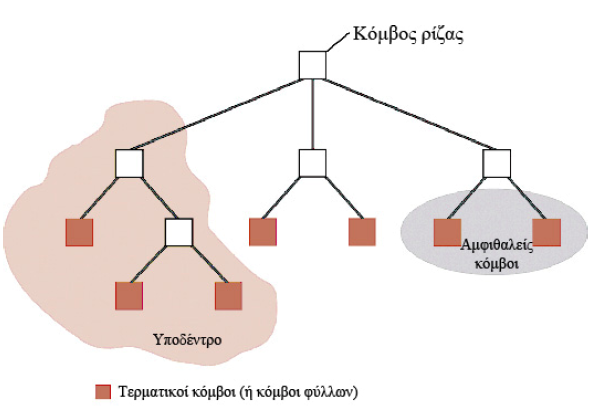 Κόμβος ρίζας
Αμφιθαλείς
κόμβοι
Υποδέντρο
Τερματικοί κόμβοι (ή κόμβοι φύλλων)